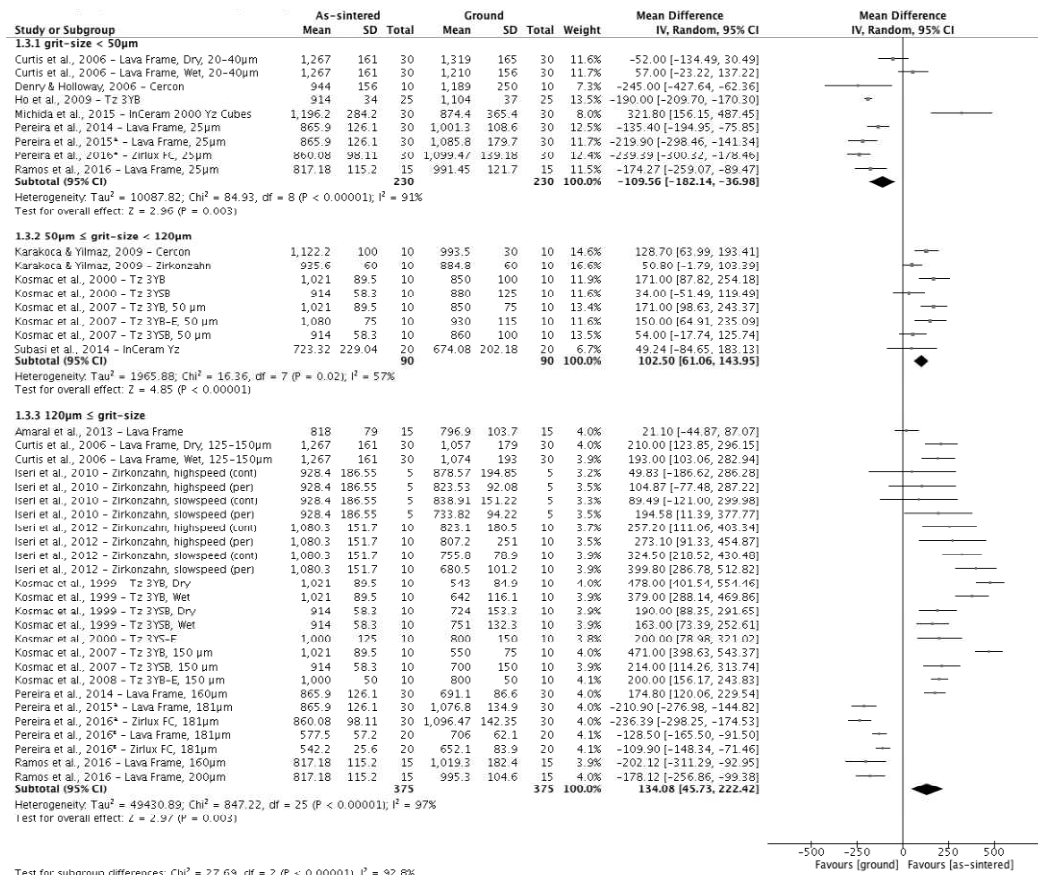 As-sintered Ground Mean Difference Mean Difference
Study or Subgroup Mean SD Total Mean SD Total Weight IV, Random, 95% CI IV, Random, 95% CI
1.3.1 grit-size < 50µm
Curtis et al., 2006 – Lava Frame, Dry, 20–40µm 1,267 161 30 1,319 165 30 11.6% -52.00 [-134.49, 30.49]
Curtis et al., 2006 – Lava Frame, Wet, 20–40µm 1,267 161 30 1,210 156 30 11.7% 57.00 [-23.22, 137.22]
Denry & Holloway, 2006 – Cercon 944 156 10 1,189 250 10 7.3% -245.00 [-427.64, -62.36]
Ho et al., 2009 – Tz 3YB 914 34 25 1,104 37 25 -190.00 [-209.70, -170.30]
Michida et al., 2015 – InCeram 2000 Yz Cubes 1,196.2 284.2 30 874.4 365.4 30 8.0% 321.80 [156.15, 487.45]
Pereira et al., 2014 – Lava Frame, 25µm 865.9 126.1 30 1,001.3 108.6 30 12.5% -135.40 [-194.95, -75.85]
Pereira et al., 2015ᴬ – Lava Frame, 25µm 865.9 126.1 30 1,085.8 179.7 30 11.7% -219.90 [-298.46, -141.34]
Pereira et al., 2016ᴬ – Zirlux FC, 25µm 860.08 98.11 30 1,099.47 139.18 30 12.4% -239.39 [-300.32, -178.46]
Ramos et al., 2016 – Lava Frame, 25µm 817.18 115.2 15 991.45 121.7 15 11.5% -174.27 [-259.07, -89.47]
Subtotal (95% CI) 230 230 100.0% -109.56 [-182.14, -36.98]
Heterogeneity: Tau² = 10087.82; Chi² = 84.93, df = 8 (P < 0.00001); I² = 91%
Test for overall effect: Z = 2.96 (P = 0.003)
1.3.2 50µm ≤ grit-size < 120µm
Karakoca & Yilmaz, 2009 – Cercon 1,122.2 100 10 993.5 30 10 14.6% 128.70 [63.99, 193.41]
Karakoca & Yilmaz, 2009 – Zirkonzahn 935.6 60 10 884.8 60 10 16.6% 50.80 [-1.79, 103.39]
Kosmac et al., 2000 – Tz 3YB 1,021 89.5 10 850 100 10 11.9% 171.00 [87.82, 254.18]
Kosmac et al., 2000 – Tz 3YSB 914 58.3 10 880 125 10 11.6% 34.00 [-51.49, 119.49]
Kosmac et al., 2007 – Tz 3YB, 50 µm 1,021 89.5 10 850 75 10 13.4% 171.00 [98.63, 243.37]
Kosmac et al., 2007 – Tz 3YB-E, 50 µm 1,080 75 10 930 115 10 11.6% 150.00 [64.91, 235.09]
Kosmac et al., 2007 – Tz 3YSB, 50 µm 914 58.3 10 860 100 10 13.5% 54.00 [-17.74, 125.74]
Subasi et al., 2014 – InCeram Yz 723.32 229.04 20 674.08 202.18 20 6.7% 49.24 [-84.65, 183.13]
Subtotal (95% CI) 90 90 100.0% 102.50 [61.06, 143.95]
Heterogeneity: Tau² = 1965.88; Chi² = 16.36, df = 7 (P = 0.02); I² = 57%
Test for overall effect: Z = 4.85 (P < 0.00001)
1.3.3 120µm ≤ grit-size
Amaral et al., 2013 – Lava Frame 818 79 15 796.9 103.7 15 4.0% 21.10 [-44.87, 87.07]
Curtis et al., 2006 – Lava Frame, Dry, 125–150µm 1,267 161 30 1,057 179 30 4.0% 210.00 [123.85, 296.15]
Curtis et al., 2006 – Lava Frame, Wet, 125–150µm 1,267 161 30 1,074 193 30 4.0% 193.00 [103.06, 282.94]
Iseri et al., 2010 – Zirkonzahn, highspeed (cont) 928.4 186.55 5 878.57 194.85 5 3.2% 49.83 [-186.62, 286.28]
Iseri et al., 2010 – Zirkonzahn, highspeed (per) 928.4 186.55 5 823.53 92.08 5 3.5% 104.87 [-77.48, 287.22]
Iseri et al., 2010 – Zirkonzahn, slowspeed (cont) 928.4 186.55 5 838.91 151.22 5 3.3% 89.49 [-121.00, 299.98]
Iseri et al., 2010 – Zirkonzahn, slowspeed (per) 928.4 186.55 5 733.82 94.22 5 3.5% 194.58 [11.39, 377.77]
Iseri et al., 2012 – Zirkonzahn, highspeed (cont) 1,080.3 151.7 10 823.1 180.5 10 3.7% 257.20 [111.06, 403.34]
Iseri et al., 2012 – Zirkonzahn, highspeed (per) 1,080.3 151.7 10 807.2 251 10 3.5% 273.10 [91.33, 454.87]
Iseri et al., 2012 – Zirkonzahn, slowspeed (cont) 1,080.3 151.7 10 755.8 78.9 10 3.9% 324.50 [218.52, 430.48]
Iseri et al., 2012 – Zirkonzahn, slowspeed (per) 1,080.3 151.7 10 680.5 101.2 10 3.9% 399.80 [286.78, 512.82]
Kosmac et al., 1999 Tz 3YB, Dry 1,021 89.5 10 543 84.9 10 4.0% 478.00 [401.54, 554.46]
Kosmac et al., 1999 – Tz 3YB, Wet 1,021 89.5 10 642 116.1 10 4.0% 379.00 [288.14, 469.86]
Kosmac et al., 1999 – Tz 3YSB, Dry 914 58.3 10 724 153.3 10 3.9% 190.00 [88.35, 291.65]
Kosmac et al., 1999 – Tz 3YSB, Wet 914 58.3 10 751 132.3 10 4.0% 163.00 [73.39, 252.61]
Kosmac et al., 2000 – Tz 3YS-E 1,000 125 10 800 150 10 3.8% 200.00 [78.98, 321.02]
Kosmac et al., 2007 – Tz 3YB, 150 µm 1,021 89.5 10 550 75 10 4.0% 471.00 [398.63, 543.37]
Kosmac et al., 2007 – Tz 3YSB, 150 µm 914 58.3 10 700 150 10 3.9% 214.00 [114.26, 313.74]
Kosmac et al., 2008 – Tz 3YB-E, 150 µm 1,000 50 10 800 50 10 4.1% 200.00 [156.17, 243.83]
Pereira et al., 2014 – Lava Frame, 160µm 865.9 126.1 30 691.1 86.6 30 4.0% 174.80 [120.06, 229.54]
Pereira et al., 2015ᴬ – Lava Frame, 181µm 865.9 126.1 30 1,076.8 134.9 30 4.0% -210.90 [-276.98, -144.82]
Pereira et al., 2016ᴬ – Zirlux FC, 181µm 860.08 98.11 30 1,096.47 142.35 30 4.0% -236.39 [-298.25, -174.53]
Pereira et al., 2016ᴮ – Lava Frame, 181µm 577.5 57.2 20 706 62.1 20 4.1% -128.50 [-165.50, -91.50]
Pereira et al., 2016ᴮ – Zirlux FC, 181µm 542.2 25.6 20 652.1 83.9 20 4.1% -109.90 [-148.34, -71.46]
Ramos et al., 2016 – Lava Frame, 160µm 817.18 115.2 15 1,019.3 182.4 15 3.9% -202.12 [-311.29, -92.95]
Ramos et al., 2016 – Lava Frame, 200µm 817.18 115.2 15 995.3 104.6 15 4.0% -178.12 [-256.86, -99.38]
Subtotal (95% CI) 375 375 100.0% 134.08 [45.73, 222.42]
Heterogeneity: Tau² = 49430.89; Chi² = 847.22, df = 25 (P < 0.00001); I² = 97%
Test for overall effect: Z = 2.97 (P = 0.003)
-500 -250 0 250 500
Favours [ground] Favours [as-sintered]
Test for subgroup differences: Chi² = 27.69, df = 2 (P < 0.00001), I² = 92.8%